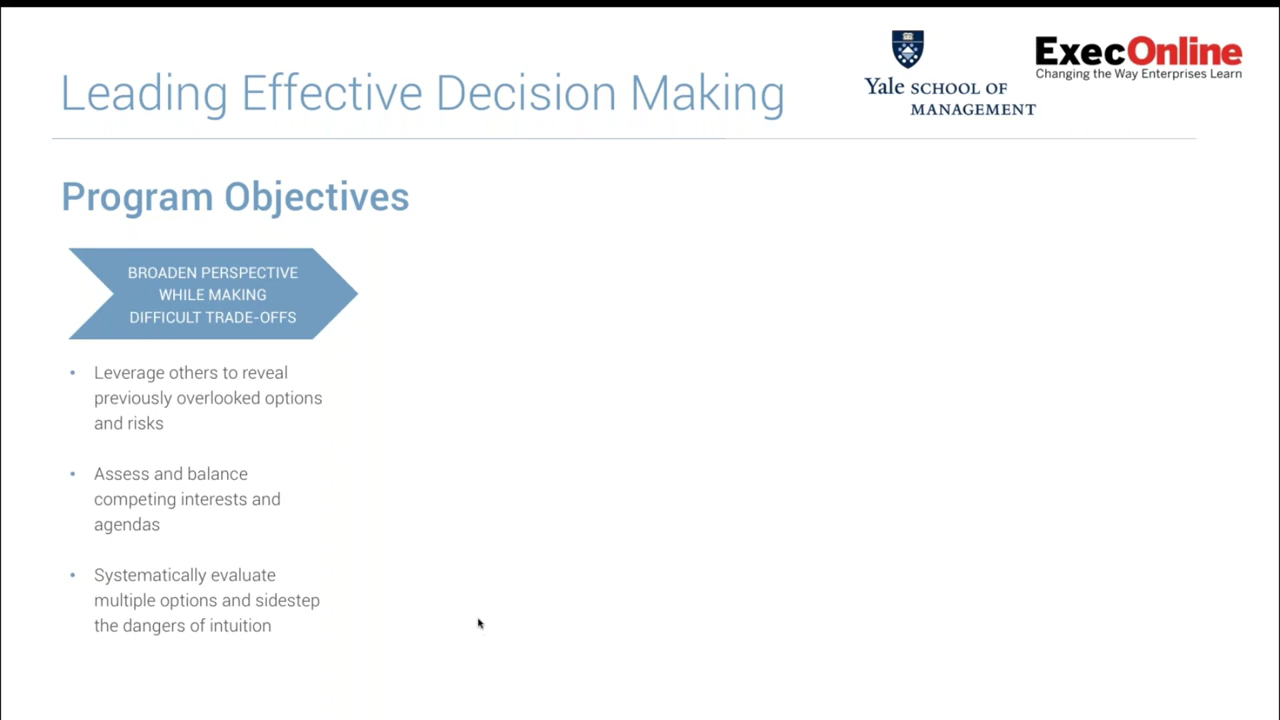 Leading Effective Decision Making
Yale SCHOOL OF
MANAGEMENT
ExecOnline
Changing the Way Enterprises Learn
Program Objectives
BROADEN PERSPECTIVE
WHILE MAKING
DIFFICULT TRADE-OFFS
• Leverage others to reveal
previously overlooked options
and risks
• Assess and balance
competing interests and
agendas
• Systematically evaluate
multiple options and sidestep
the dangers of intuition